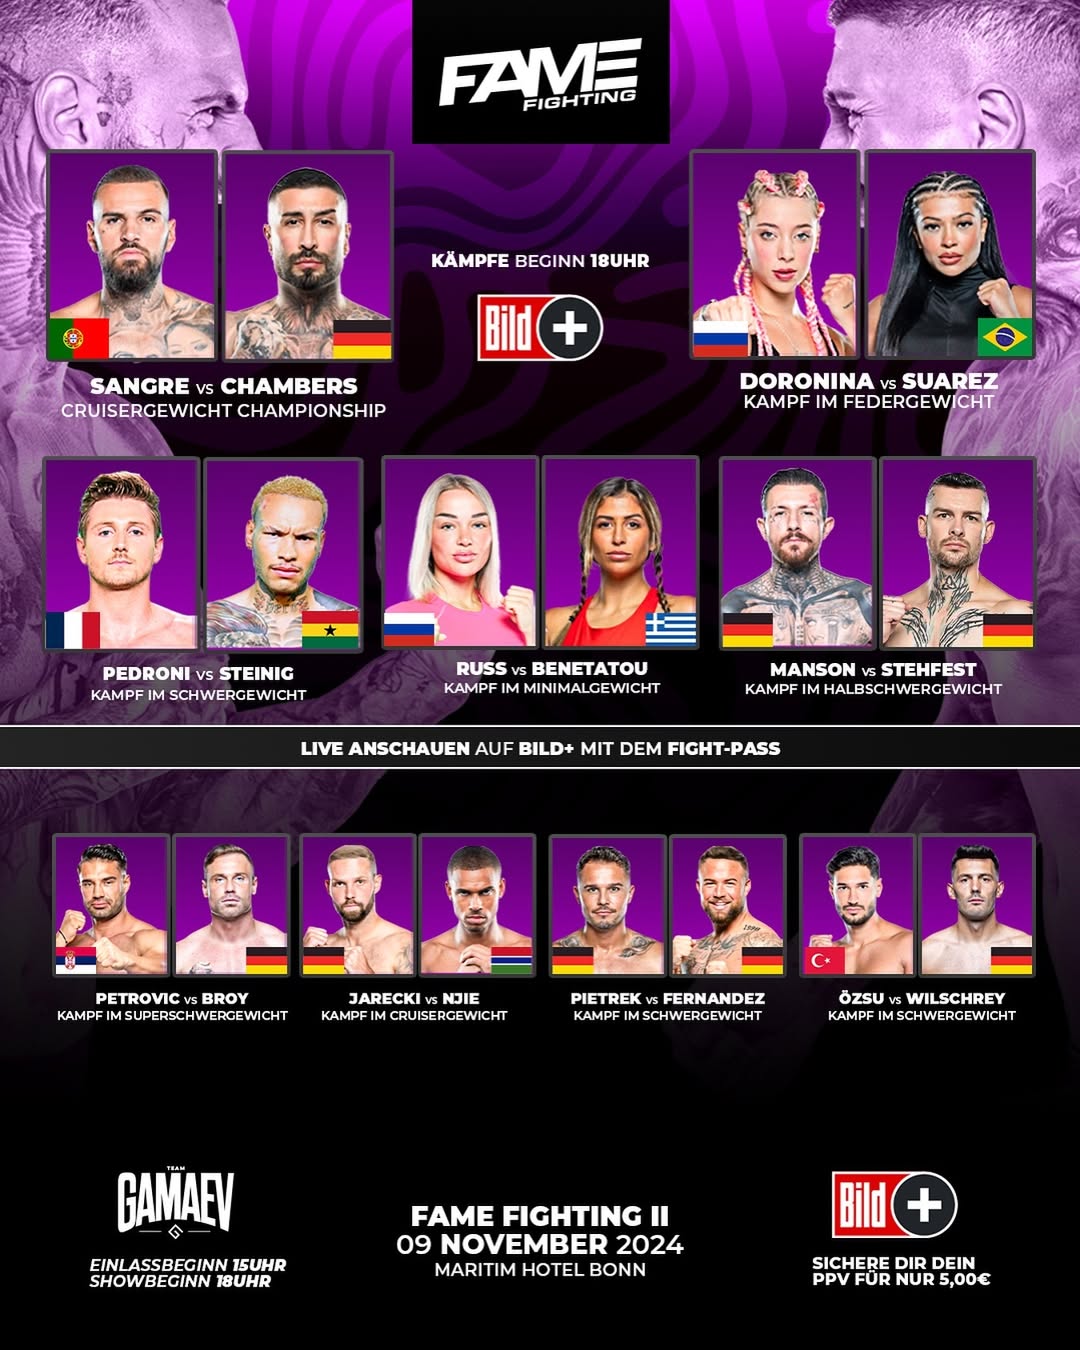 FAME
FIGHTING
KÄMPFE BEGINN 18UHR
Bild +
SANGRE vs CHAMBERS
CRUISERGEWICHT CHAMPIONSHIP
DORONINA vs SUAREZ
KAMPF IM FEDERGEWICHT
PEDRONI vs STEINIG
KAMPF IM SCHWERGEWICHT
RUSS vs BENETATOU
KAMPF IM MINIMALGEWICHT
MANSON vs STEHFEST
KAMPF IM HALBSCHWERGEWICHT
LIVE ANSCHAUEN AUF BILD+ MIT DEM FIGHT-PASS
PETROVIC vs BROY
KAMPF IM SUPERSCHWERGEWICHT
JARECKI vs NJIE
KAMPF IM CRUISERGEWICHT
PIETREK vs FERNANDEZ
KAMPF IM SCHWERGEWICHT
ÖZSU vs WILSCHREY
KAMPF IM SCHWERGEWICHT
TEAM
GAMAEV
EINLASSBEGINN 15UHR
SHOWBEGINN 18UHR
FAME FIGHTING II
09 NOVEMBER 2024
MARITIM HOTEL BONN
Bild +
SICHERE DIR DEIN
PPV FÜR NUR 5,00€